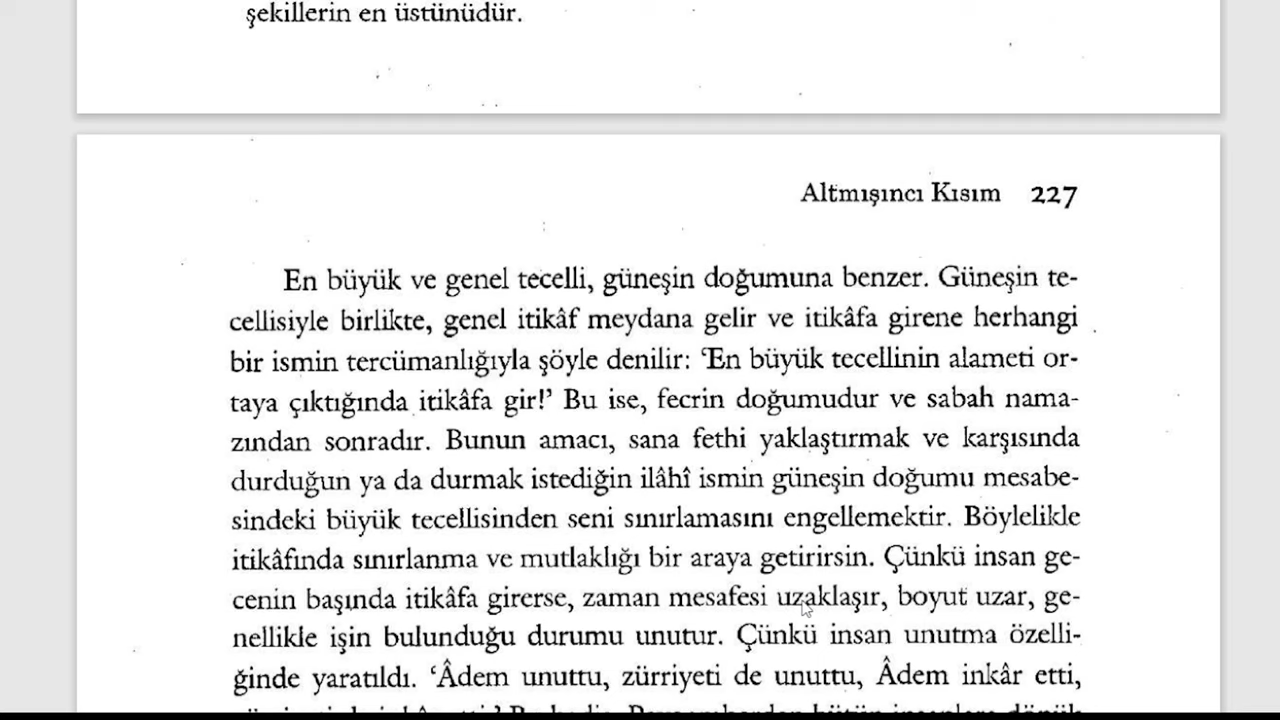 şekillerin en üstünüdür.
Altmışıncı Kısım 227
En büyük ve genel tecelli, güneşin doğumuna benzer. Güneşin te-
cellisiyle birlikte, genel itikâf meydana gelir ve itikâfa girene herhangi
bir ismin tercümanlığıyla şöyle denilir: ‘En büyük tecellinin alameti or-
taya çıktığında itikâfa gir!’ Bu ise, fecrin doğumudur ve sabah nama-
zından sonradır. Bunun amacı, sana fethi yaklaştırmak ve karşısında
durduğun ya da durmak istediğin ilâhî ismin güneşin doğumu mesabe-
sindeki büyük tecellisinden seni sınırlamasını engellemektir. Böylelikle
itikâfında sınırlanma ve mutlaklığı bir araya getirirsin. Çünkü insan ge-
cenin başında itikâfa girerse, zaman mesafesi uzaklaşır, boyut uzar, ge-
nellikle işin bulunduğu durumu unutur. Çünkü insan unutma özelli-
ğinde yaratıldı. ‘Âdem unuttu, zürriyeti de unuttu, Âdem inkâr etti,